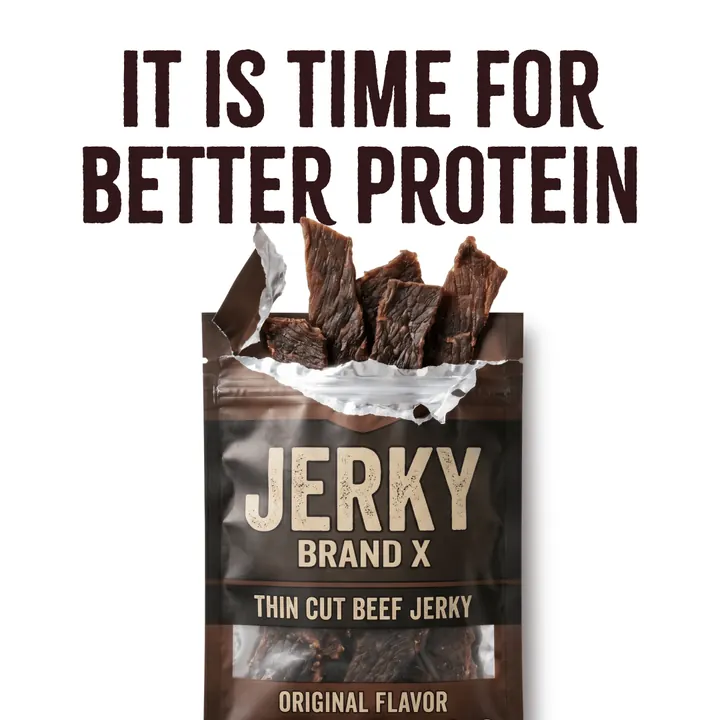 IT IS TIME FOR
BETTER PROTEIN
JERKY
BRAND X
THIN CUT BEEF JERKY
ORIGINAL FLAVOR